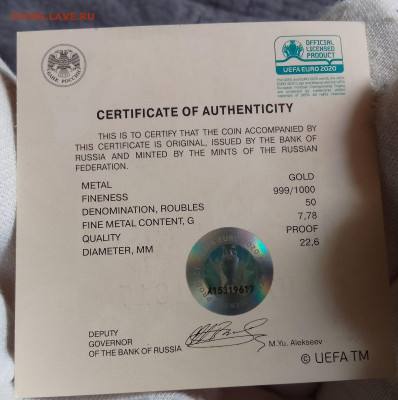 БАНК РОССИИ
OFFICIAL
LICENSED
PRODUCT
UEFA EURO 2020
CERTIFICATE OF AUTHENTICITY
THIS IS TO CERTIFY THAT THE COIN ACCOMPANIED BY
THIS CERTIFICATE IS ORIGINAL, ISSUED BY THE BANK OF
RUSSIA AND MINTED BY THE MINTS OF THE RUSSIAN
FEDERATION.
METAL GOLD
FINENESS 999/1000
DENOMINATION, ROUBLES 50
FINE METAL CONTENT, G 7,78
QUALITY PROOF
DIAMETER, MM 22,6
A15319617
DEPUTY
GOVERNOR
OF THE BANK OF RUSSIA M.Yu. Alekseev
© UEFA TM